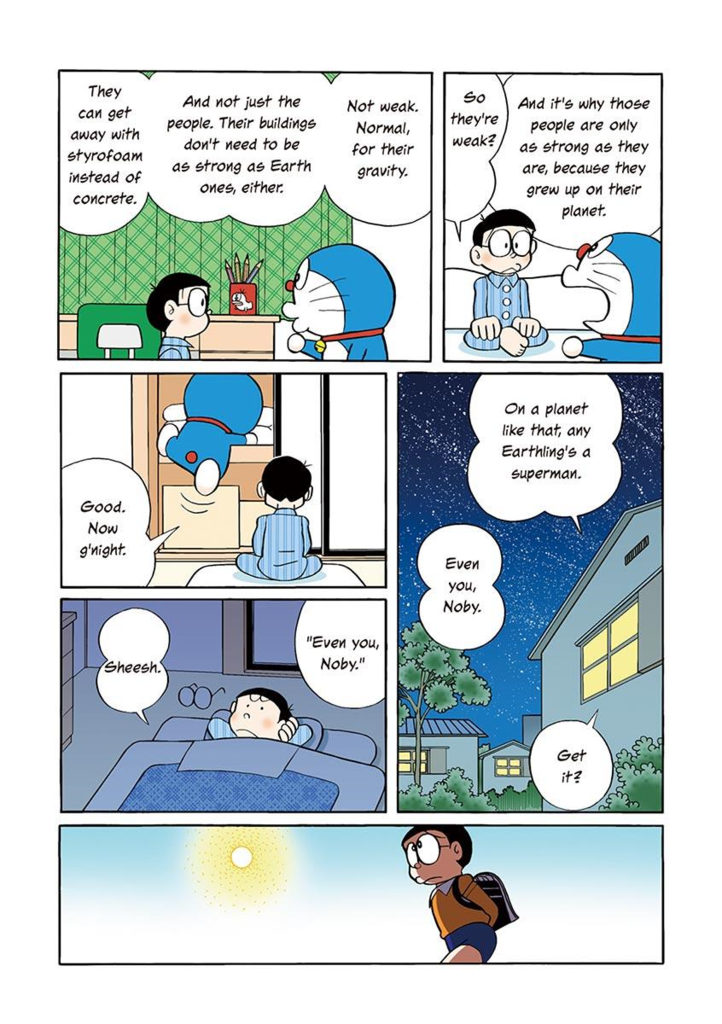 And it's why those
people are only
as strong as they
are, because they
grew up on their
planet.
So
they're
weak?
Not weak.
Normal,
for their
gravity.
And not just the
people. Their buildings
don't need to be
as strong as Earth
ones, either.
They
can get
away with
styrofoam
instead of
concrete.
On a planet
like that, any
Earthling's a
superman.
Even
you,
Noby.
Get
it?
Good.
Now
g'night.
"Even you,
Noby."
Sheesh.